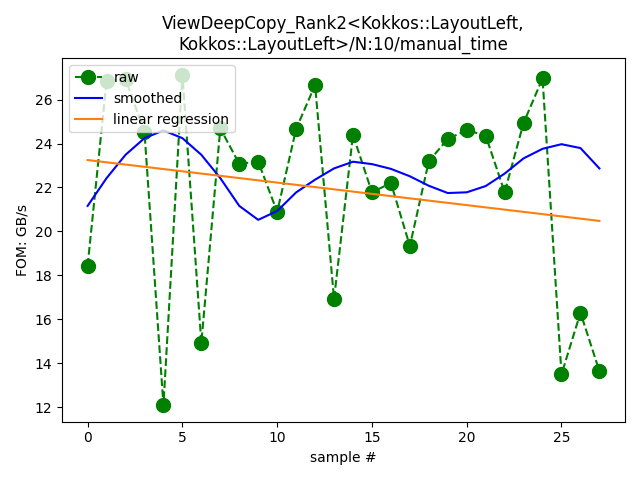 ViewDeepCopy_Rank2<Kokkos::LayoutLeft,
Kokkos::LayoutLeft>/N:10/manual_time
raw
smoothed
linear regression
FOM: GB/s
26
24
22
20
18
16
14
12
0
5
10
15
20
25
sample #